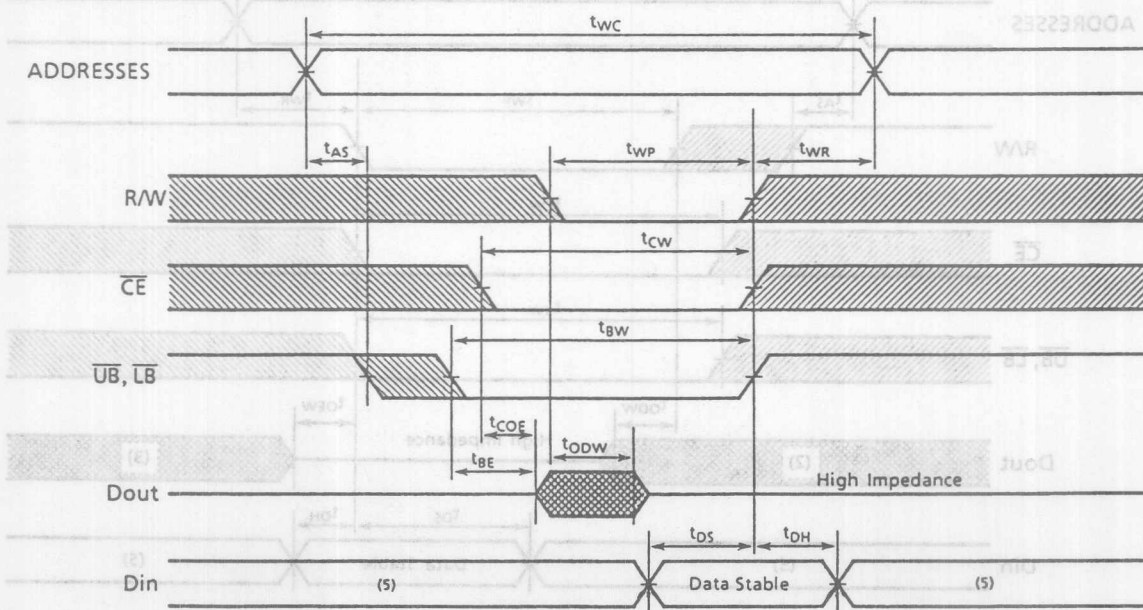 tWC
ADDRESSES
tAS
tWP
tWR
R/W
tCW
CE
tBW
UB, LB
tCOE
tODW
tBE
Dout
High Impedance
tDS
tDH
Din
(5)
Data Stable
(5)